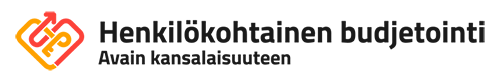 Henkilökohtainen budjetointi
Avain kansalaisuuteen